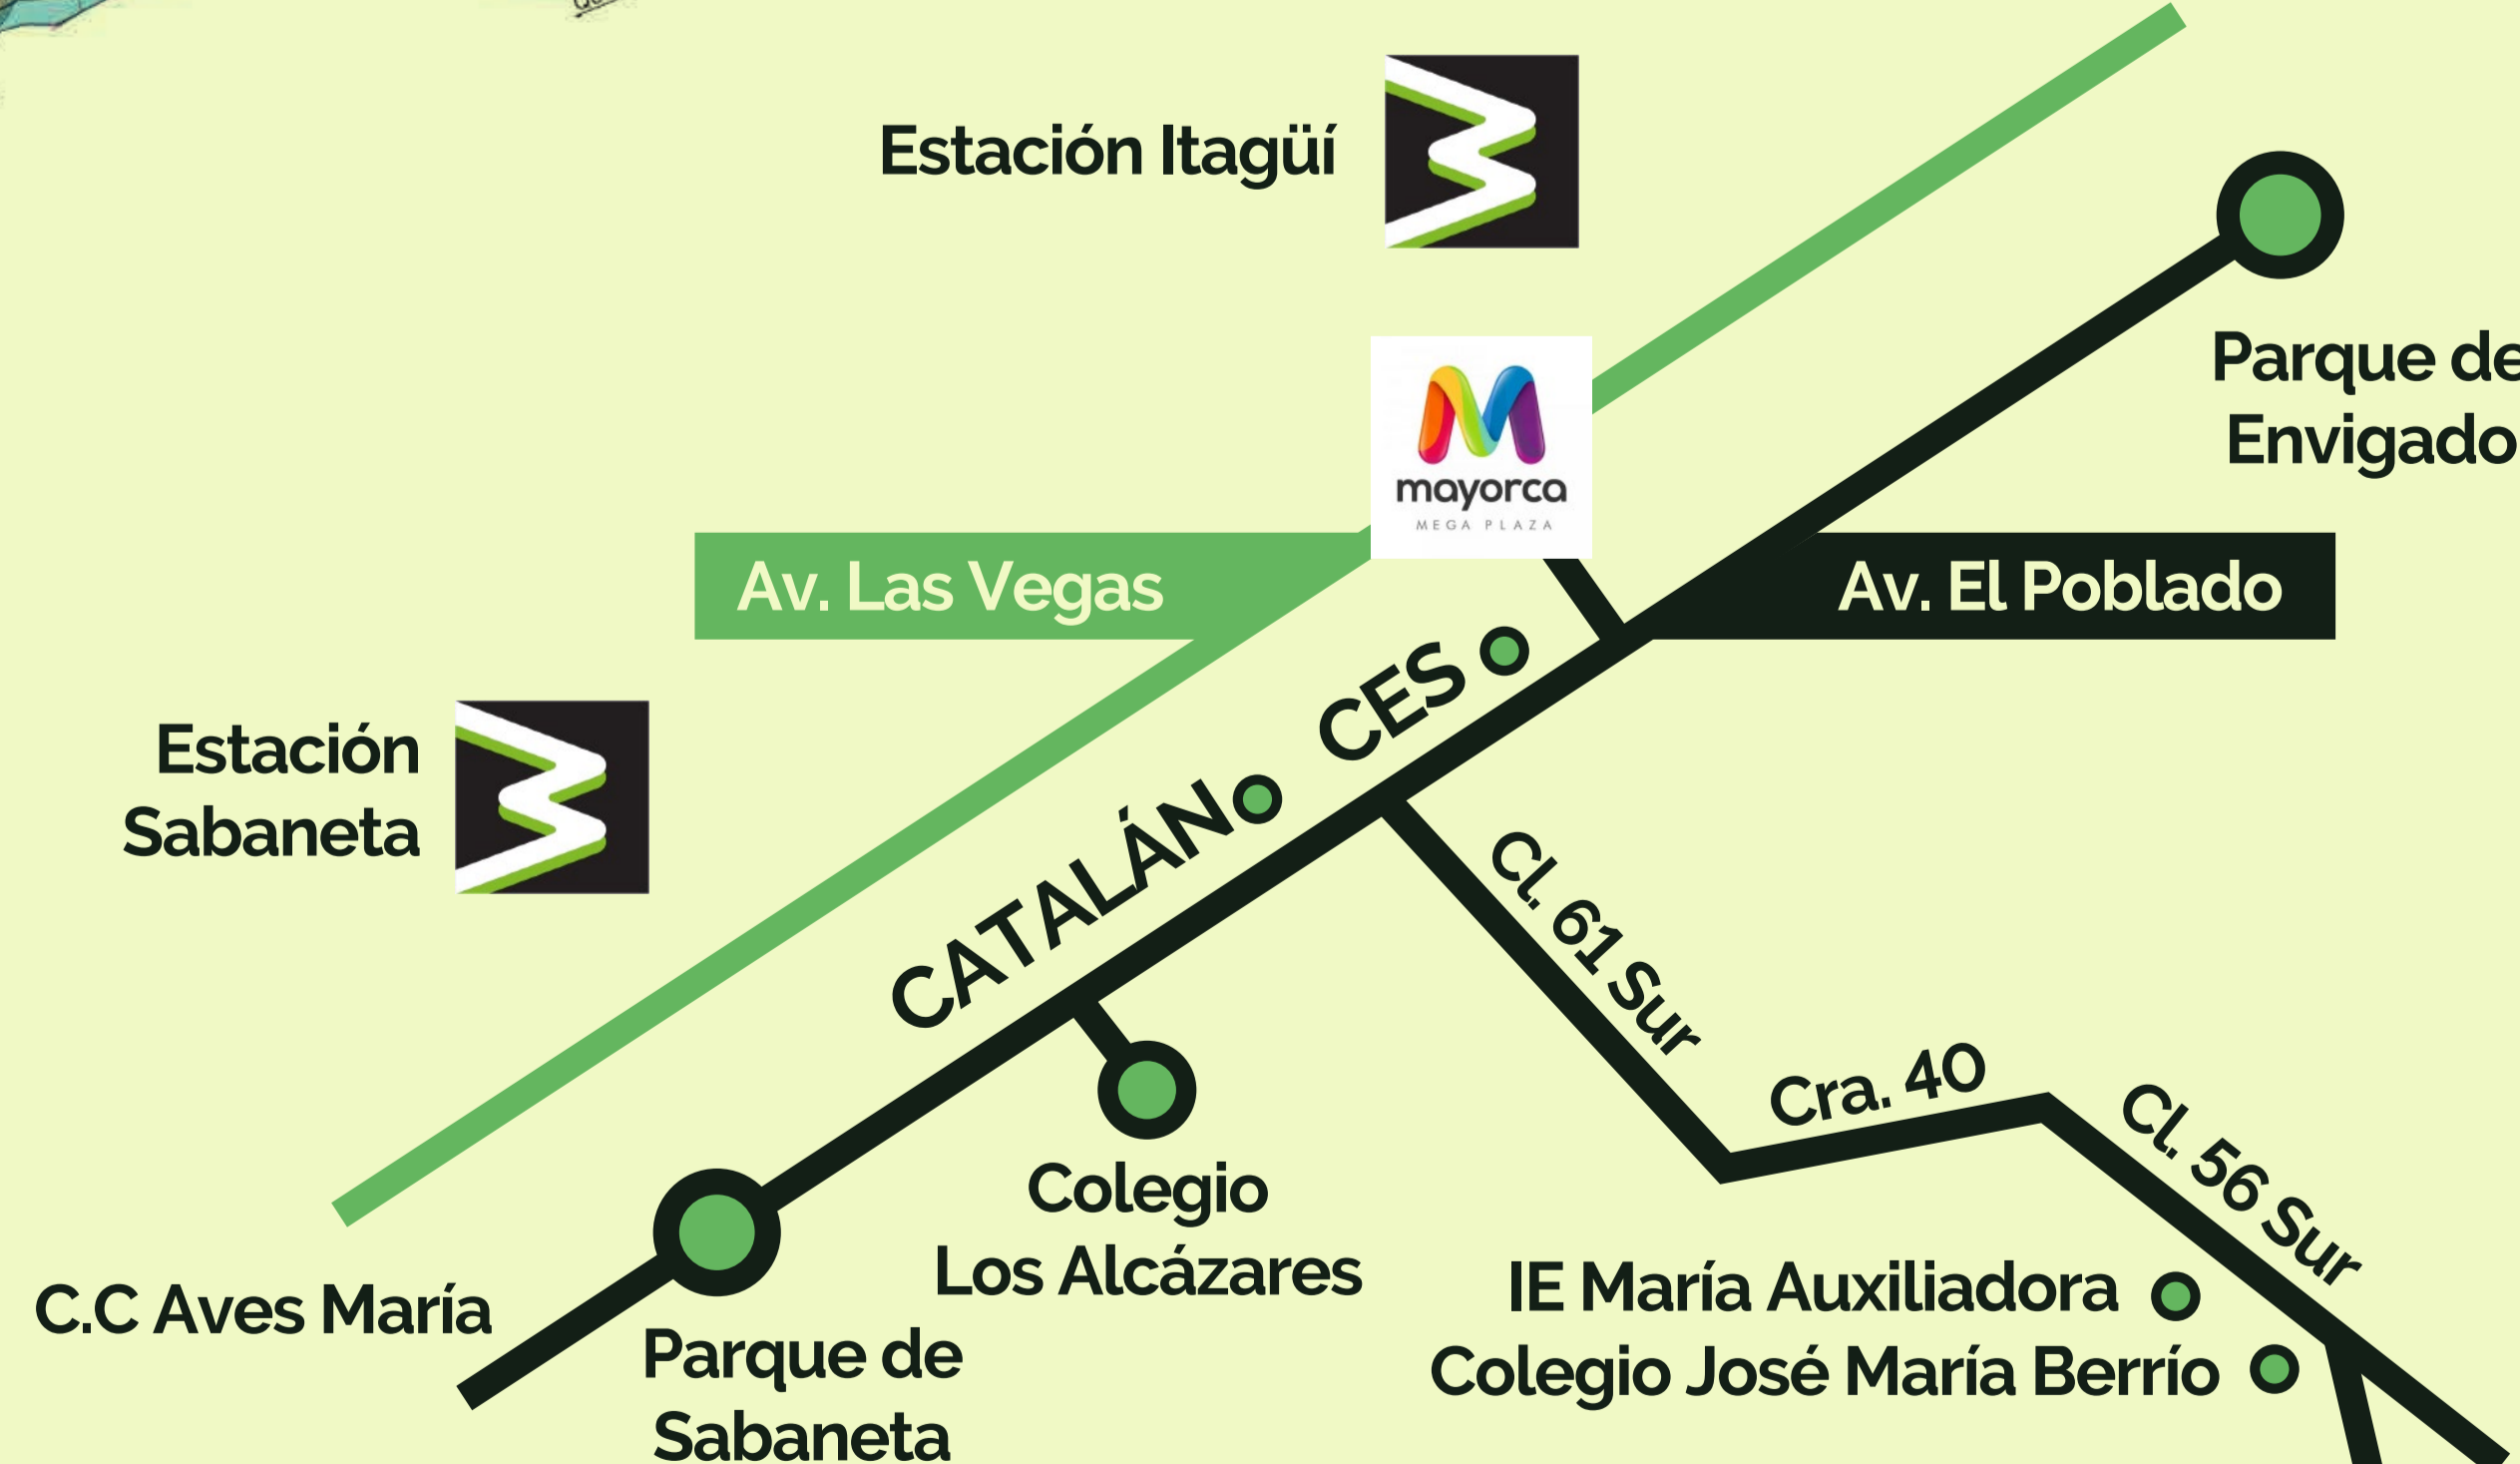 Estación Itagüí
Parque de
Envigado
mayorca
MEGA PLAZA
Av. Las Vegas
Av. El Poblado
CES
Estación
Sabaneta
CATALÁN
Cl. 61 Sur
Cra. 40
Cl. 56 Sur
Colegio
Los Alcázares
C.C Aves María
IE María Auxiliadora
Colegio José María Berrío
Parque de
Sabaneta